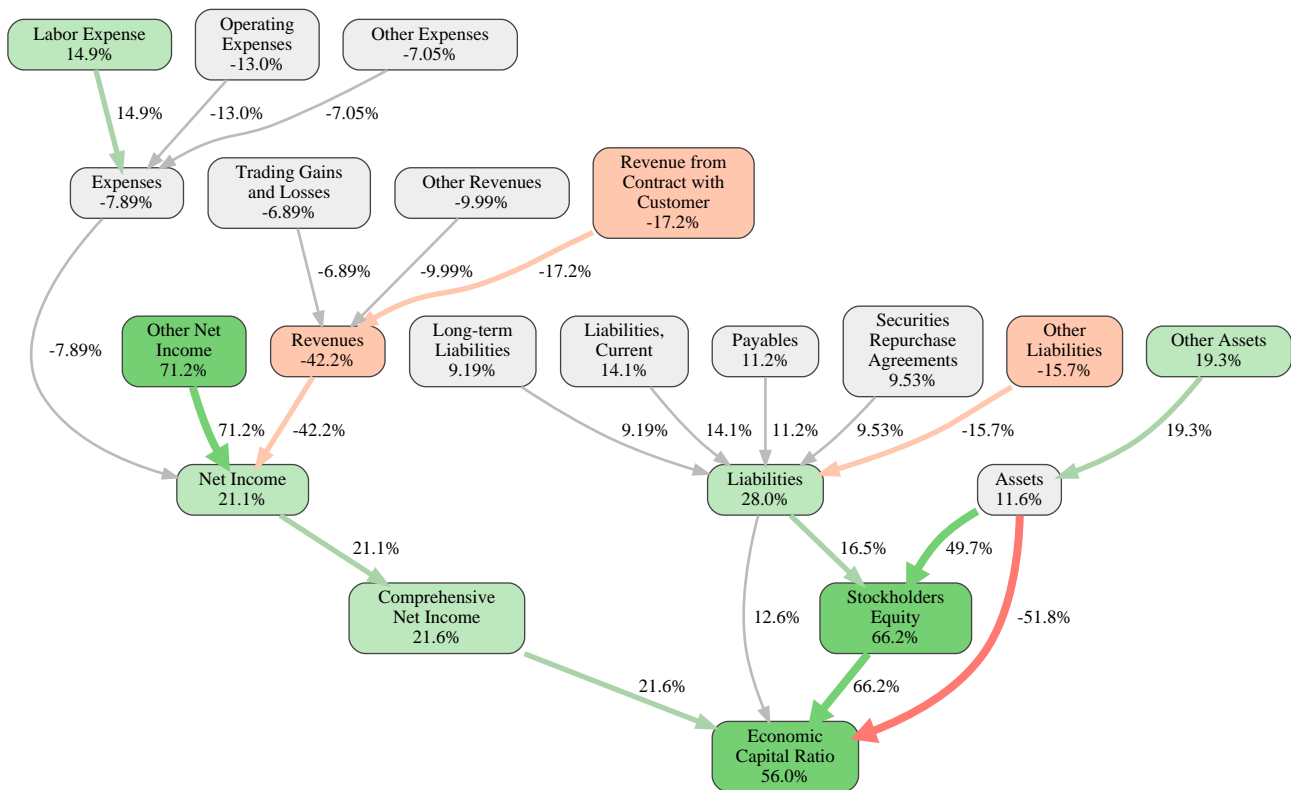 Labor Expense
14.9%
Operating
Expenses
-13.0%
Other Expenses
-7.05%
14.9%
-13.0%
-7.05%
Expenses
-7.89%
Trading Gains
and Losses
-6.89%
Other Revenues
-9.99%
Revenue from
Contract with
Customer
-17.2%
-6.89%
-9.99%
-17.2%
-7.89%
Other Net
Income
71.2%
Revenues
-42.2%
Long-term
Liabilities
9.19%
Liabilities,
Current
14.1%
Payables
11.2%
Securities
Repurchase
Agreements
9.53%
Other
Liabilities
-15.7%
Other Assets
19.3%
71.2%
-42.2%
9.19%
14.1%
11.2%
9.53%
-15.7%
19.3%
Net Income
21.1%
Liabilities
28.0%
Assets
11.6%
21.1%
16.5%
49.7%
Comprehensive
Net Income
21.6%
12.6%
Stockholders
Equity
66.2%
-51.8%
21.6%
66.2%
Economic
Capital Ratio
56.0%